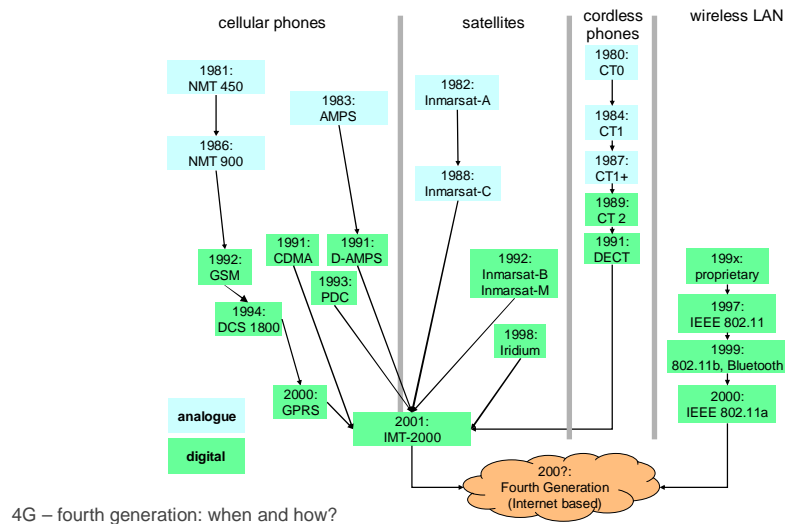 cellular phones
satellites
cordless
phones
wireless LAN
1981:
NMT 450
1986:
NMT 900
1983:
AMPS
1982:
Inmarsat-A
1988:
Inmarsat-C
1980:
CT0
1984:
CT1
1987:
CT1+
1989:
CT 2
1991:
DECT
1992:
GSM
1994:
DCS 1800
1991:
CDMA
1991:
D-AMPS
1993:
PDC
1992:
Inmarsat-B
Inmarsat-M
1998:
Iridium
199x:
proprietary
1997:
IEEE 802.11
1999:
802.11b, Bluetooth
2000:
IEEE 802.11a
2000:
GPRS
2001:
IMT-2000
analogue
digital
200?:
Fourth Generation
(Internet based)
4G – fourth generation: when and how?